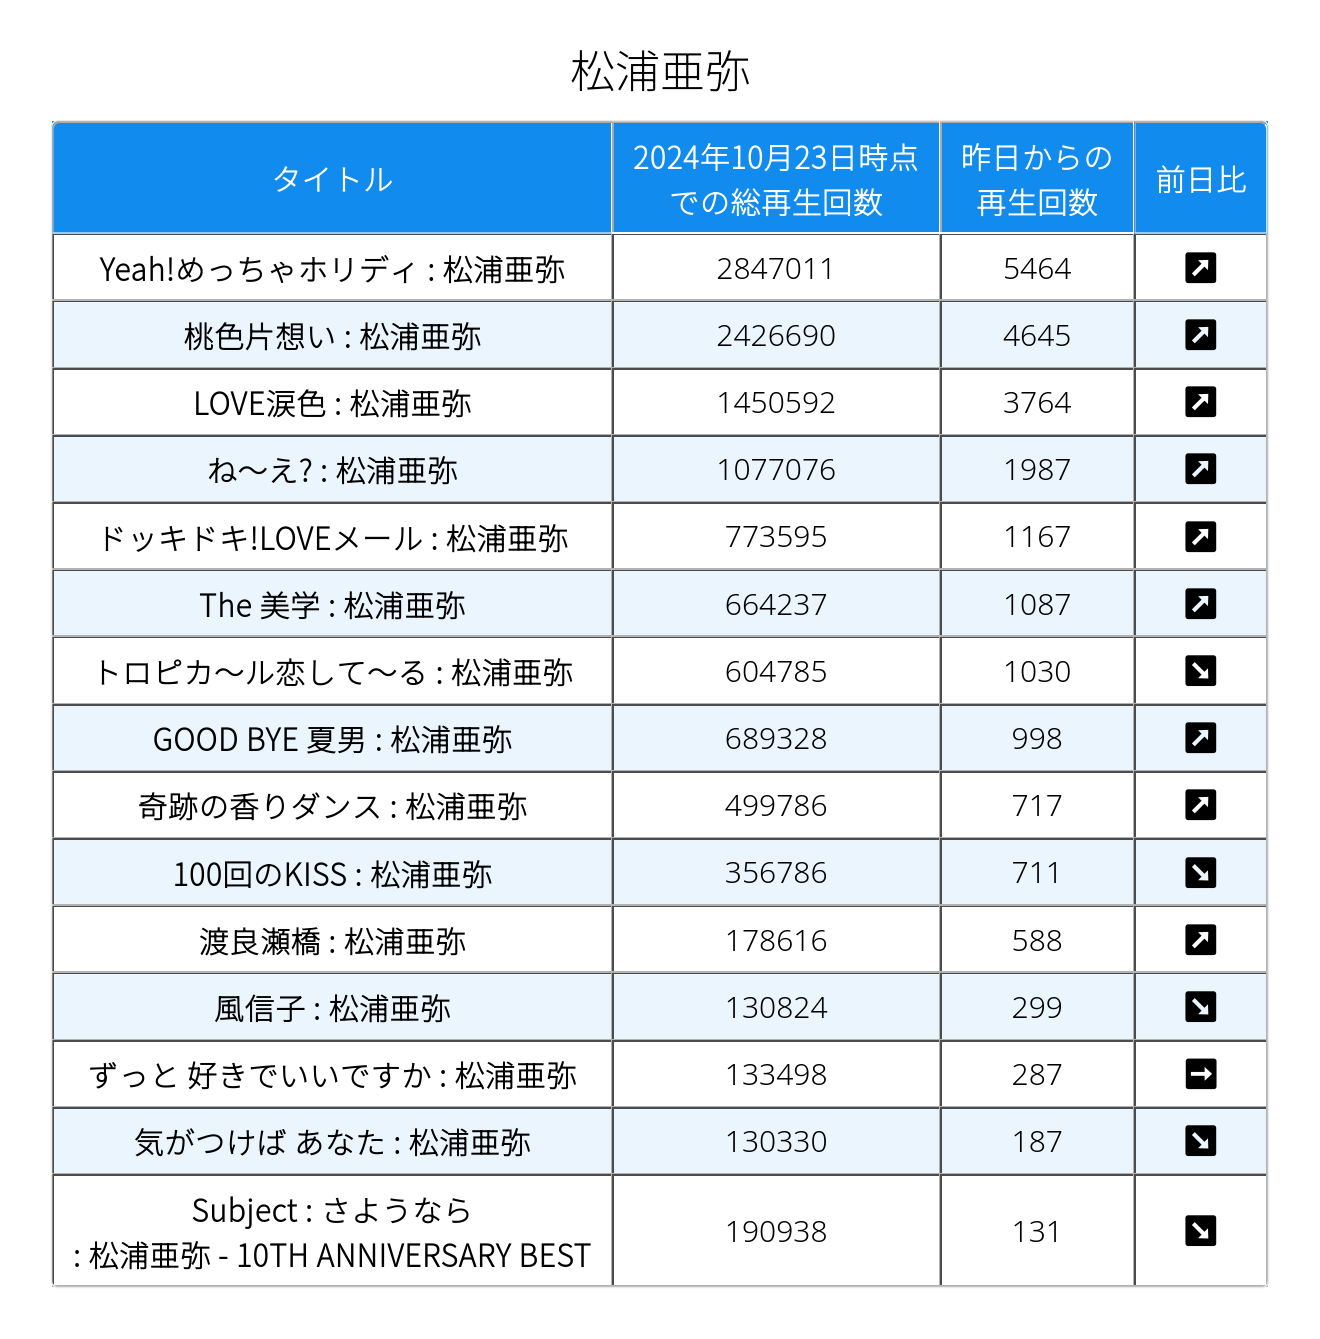 松浦亜弥
タイトル
2024年10月23日時点
での総再生回数
昨日からの
再生回数
前日比
Yeah!めっちゃホリディ : 松浦亜弥 2847011 5464
桃色片想い : 松浦亜弥 2426690 4645
LOVE涙色 : 松浦亜弥 1450592 3764
ね〜え? : 松浦亜弥 1077076 1987
ドッキドキ!LOVEメール : 松浦亜弥 773595 1167
The 美学 : 松浦亜弥 664237 1087
トロピカ〜ル恋して〜る : 松浦亜弥 604785 1030
GOOD BYE 夏男 : 松浦亜弥 689328 998
奇跡の香りダンス : 松浦亜弥 499786 717
100回のKISS : 松浦亜弥 356786 711
渡良瀬橋 : 松浦亜弥 178616 588
風信子 : 松浦亜弥 130824 299
ずっと 好きでいいですか : 松浦亜弥 133498 287
気がつけば あなた : 松浦亜弥 130330 187
Subject : さようなら
: 松浦亜弥 - 10TH ANNIVERSARY BEST 190938 131